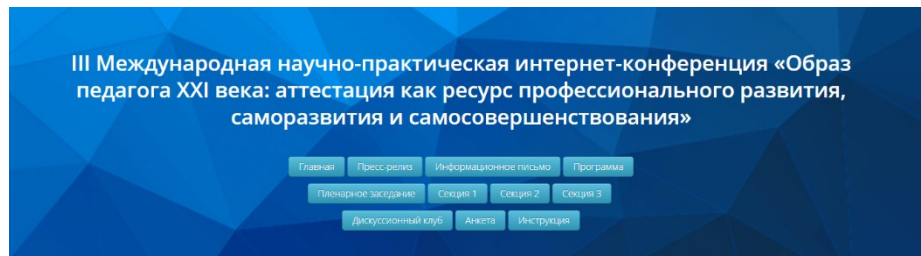 III Международная научно-практическая интернет-конференция «Образ
педагога XXI века: аттестация как ресурс профессионального развития,
саморазвития и самосовершенствования»
Главная Пресс-релиз Информационное письмо Программа
Пленарное заседание Секция 1 Секция 2 Секция 3
Дискуссионный клуб Анкета Инструкция